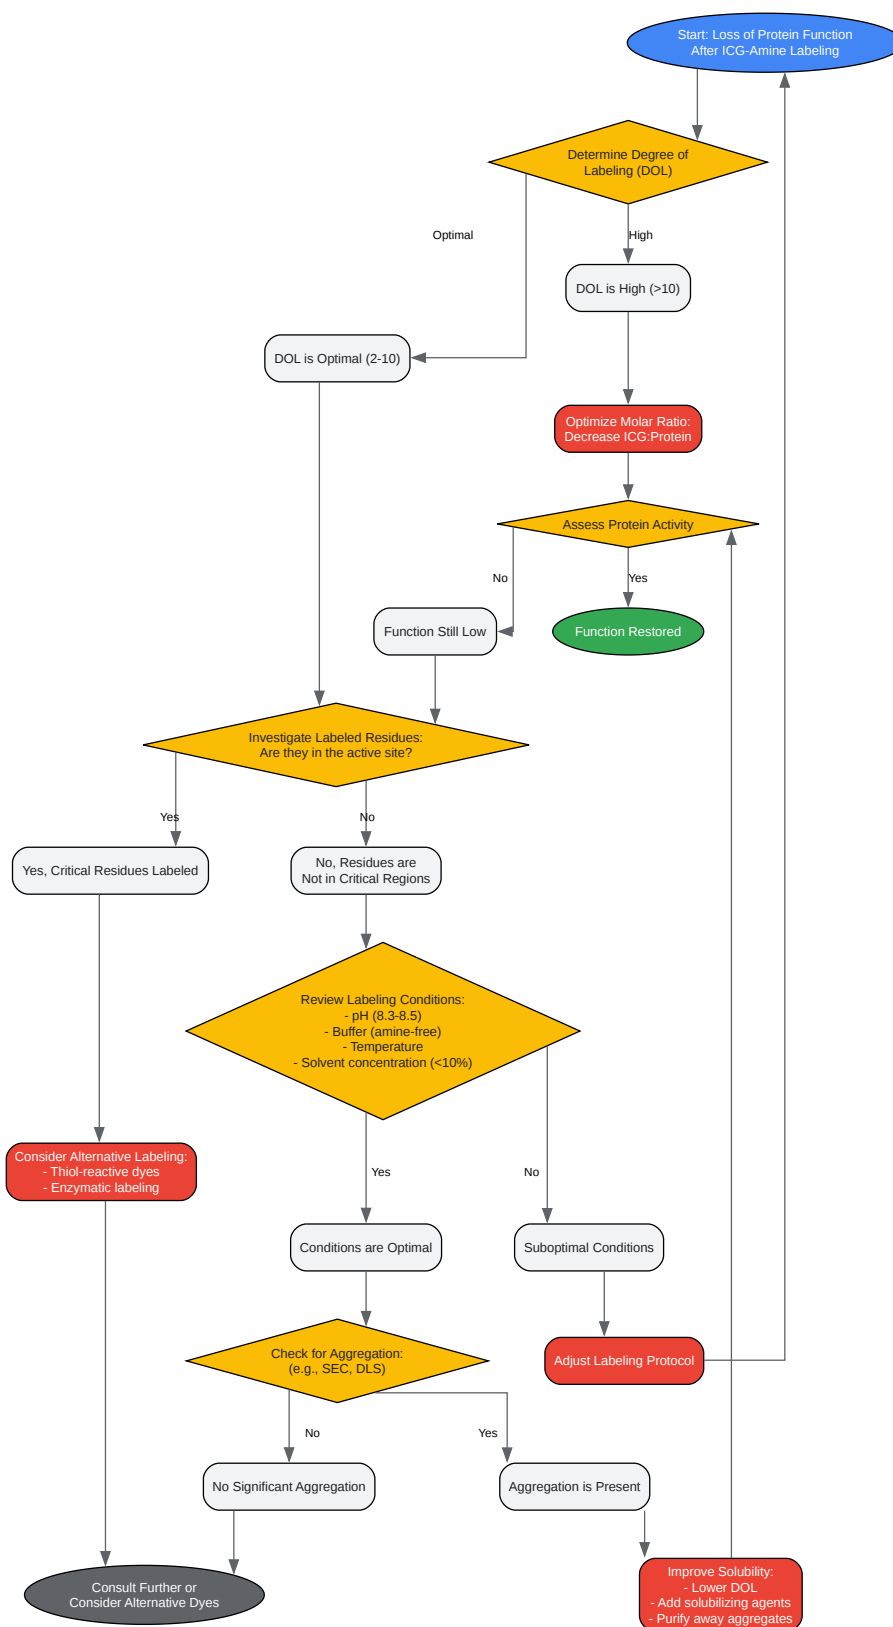 Start: Loss of Protein Function
After ICG-Amine Labeling
Determine Degree of
Labeling (DOL)
Optimal
High
DOL is High (>10)
DOL is Optimal (2-10)
Optimize Molar Ratio:
Decrease ICG:Protein
Assess Protein Activity
No
Yes
Function Still Low
Function Restored
Investigate Labeled Residues:
Are they in the active site?
Yes
No
Yes, Critical Residues Labeled
No, Residues are
Not in Critical Regions
Review Labeling Conditions:
- pH (8.3-8.5)
- Buffer (amine-free)
- Temperature
- Solvent concentration (<10%)
Consider Alternative Labeling:
- Thiol-reactive dyes
- Enzymatic labeling
Yes
No
Conditions are Optimal
Suboptimal Conditions
Check for Aggregation:
(e.g., SEC, DLS)
Adjust Labeling Protocol
No
Yes
No Significant Aggregation
Aggregation is Present
Consult Further or
Consider Alternative Dyes
Improve Solubility:
- Lower DOL
- Add solubilizing agents
- Purify away aggregates